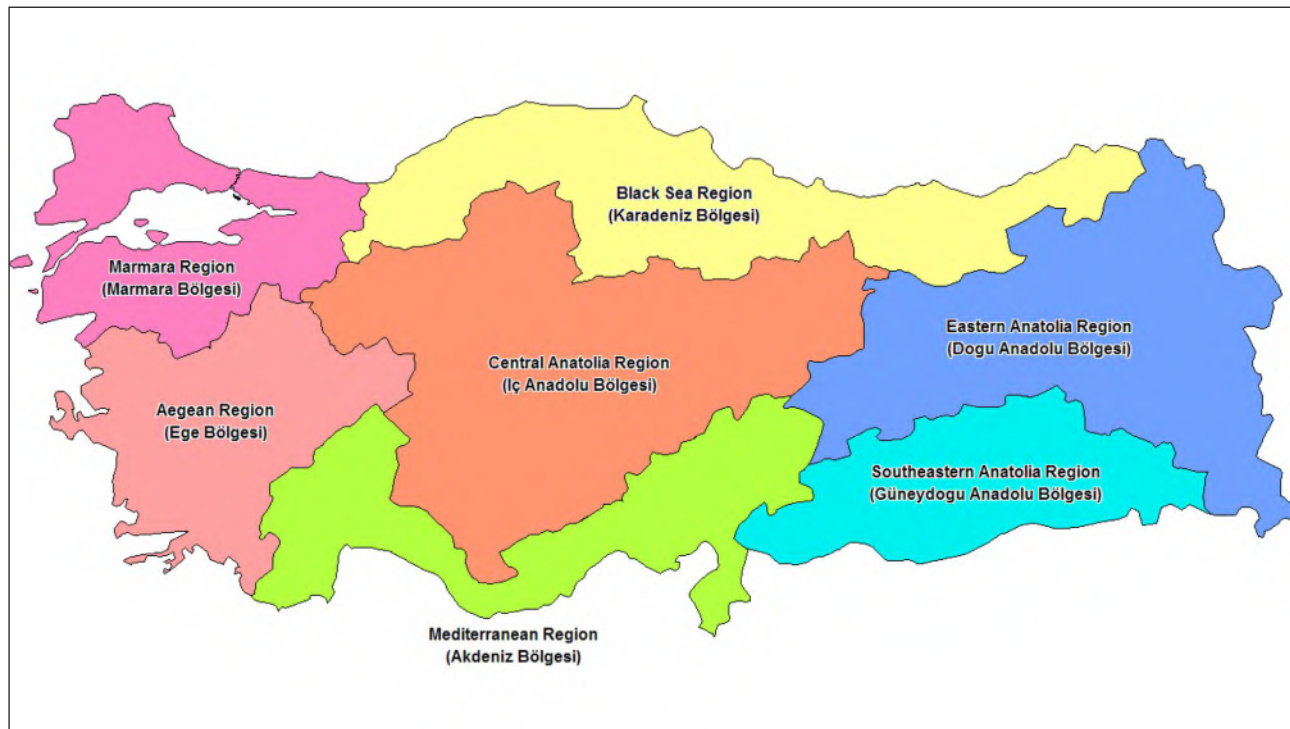 Black Sea Region
(Karadeniz Bölgesi)
Marmara Region
(Marmara Bölgesi)
Eastern Anatolia Region
(Dogu Anadolu Bölgesi)
Central Anatolia Region
(Iç Anadolu Bölgesi)
Aegean Region
(Ege Bölgesi)
Southeastern Anatolia Region
(Güneydogu Anadolu Bölgesi)
Mediterranean Region
(Akdeniz Bölgesi)